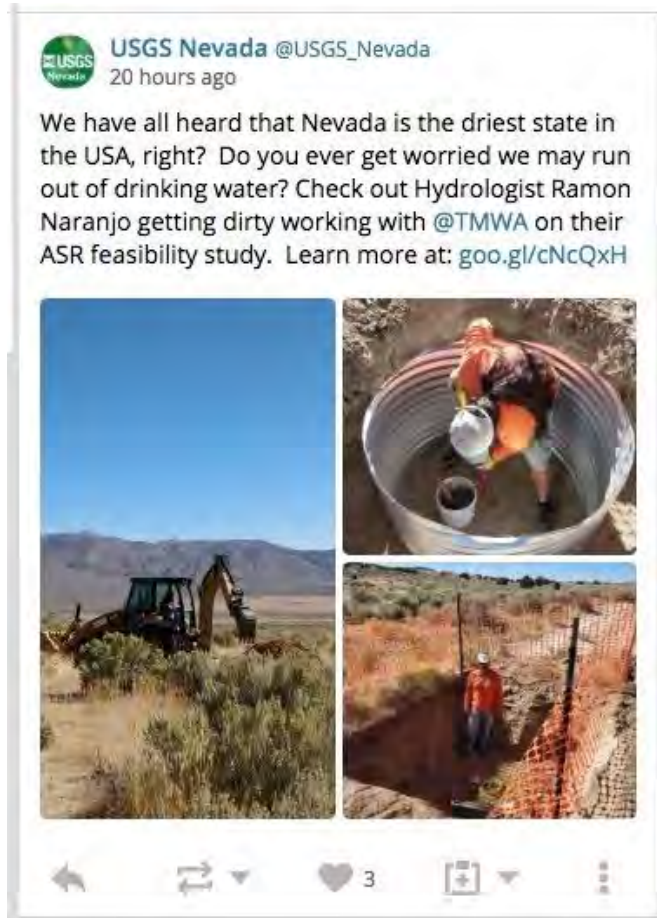 USGS
Nevada
USGS Nevada @USGS_Nevada
20 hours ago
We have all heard that Nevada is the driest state in
the USA, right?  Do you ever get worried we may run
out of drinking water? Check out Hydrologist Ramon
Naranjo getting dirty working with @TMWA on their
ASR feasibility study.  Learn more at: goo.gl/cNcQxH
3